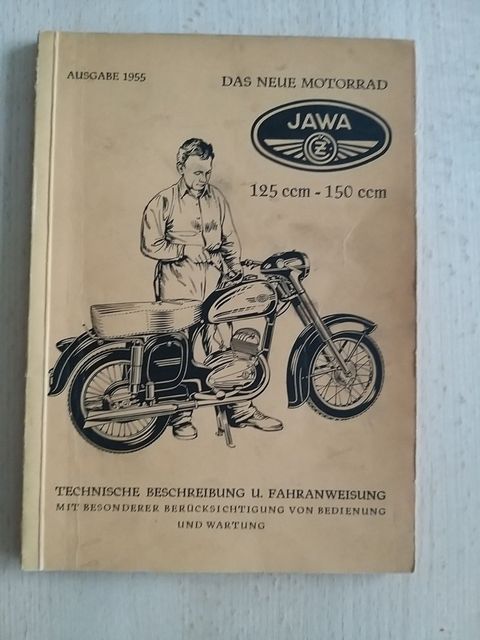 AUSGABE 1955
DAS NEUE MOTORRAD
JAWA
CZ
125 ccm - 150 ccm
TECHNISCHE BESCHREIBUNG U. FAHRANWEISUNG
MIT BESONDERER BERÜCKSICHTIGUNG VON BEDIENUNG
UND WARTUNG